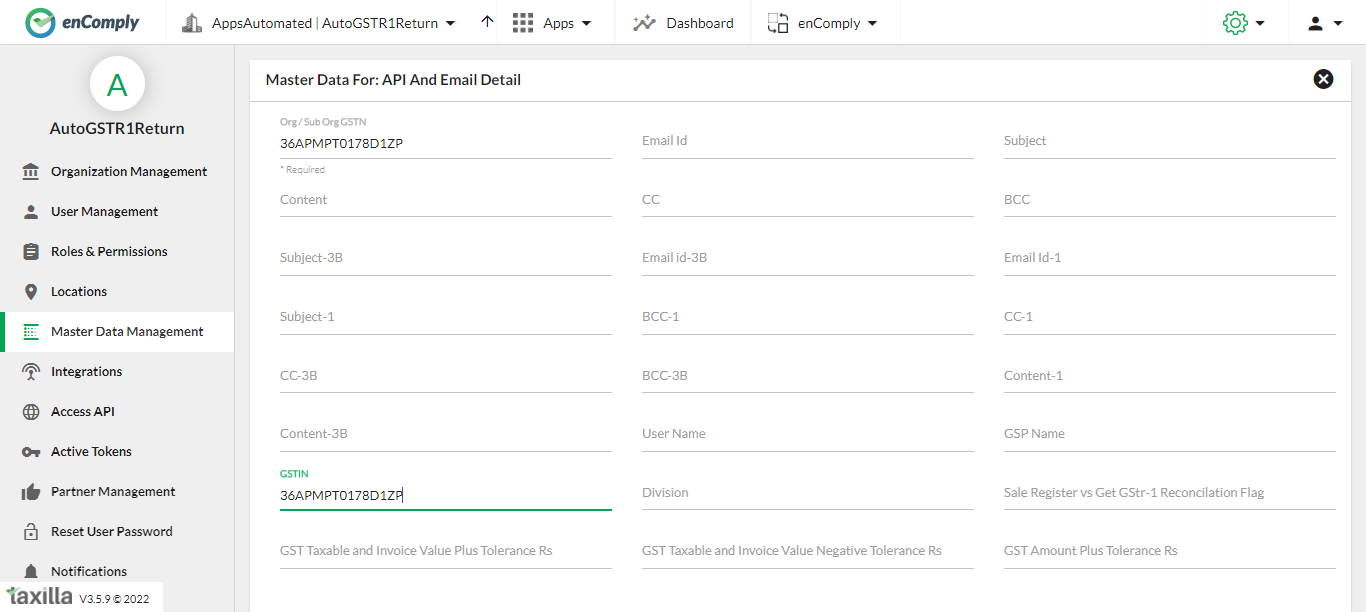 enComply
AppsAutomated | AutoGSTR1Return
Apps
Dashboard
enComply
A
AutoGSTR1Return
Organization Management
User Management
Roles & Permissions
Locations
Master Data Management
Integrations
Access API
Active Tokens
Partner Management
Reset User Password
Notifications
taxilla V3.5.9 © 2022
Master Data For: API And Email Detail
Org / Sub Org GSTN
36APMPT0178D1ZP
* Required
Email Id
Subject
Content
CC
BCC
Subject-3B
Email id-3B
Email Id-1
Subject-1
BCC-1
CC-1
CC-3B
BCC-3B
Content-1
Content-3B
User Name
GSP Name
GSTIN
36APMPT0178D1ZP
Division
Sale Register vs Get GStr-1 Reconcilation Flag
GST Taxable and Invoice Value Plus Tolerance Rs
GST Taxable and Invoice Value Negative Tolerance Rs
GST Amount Plus Tolerance Rs